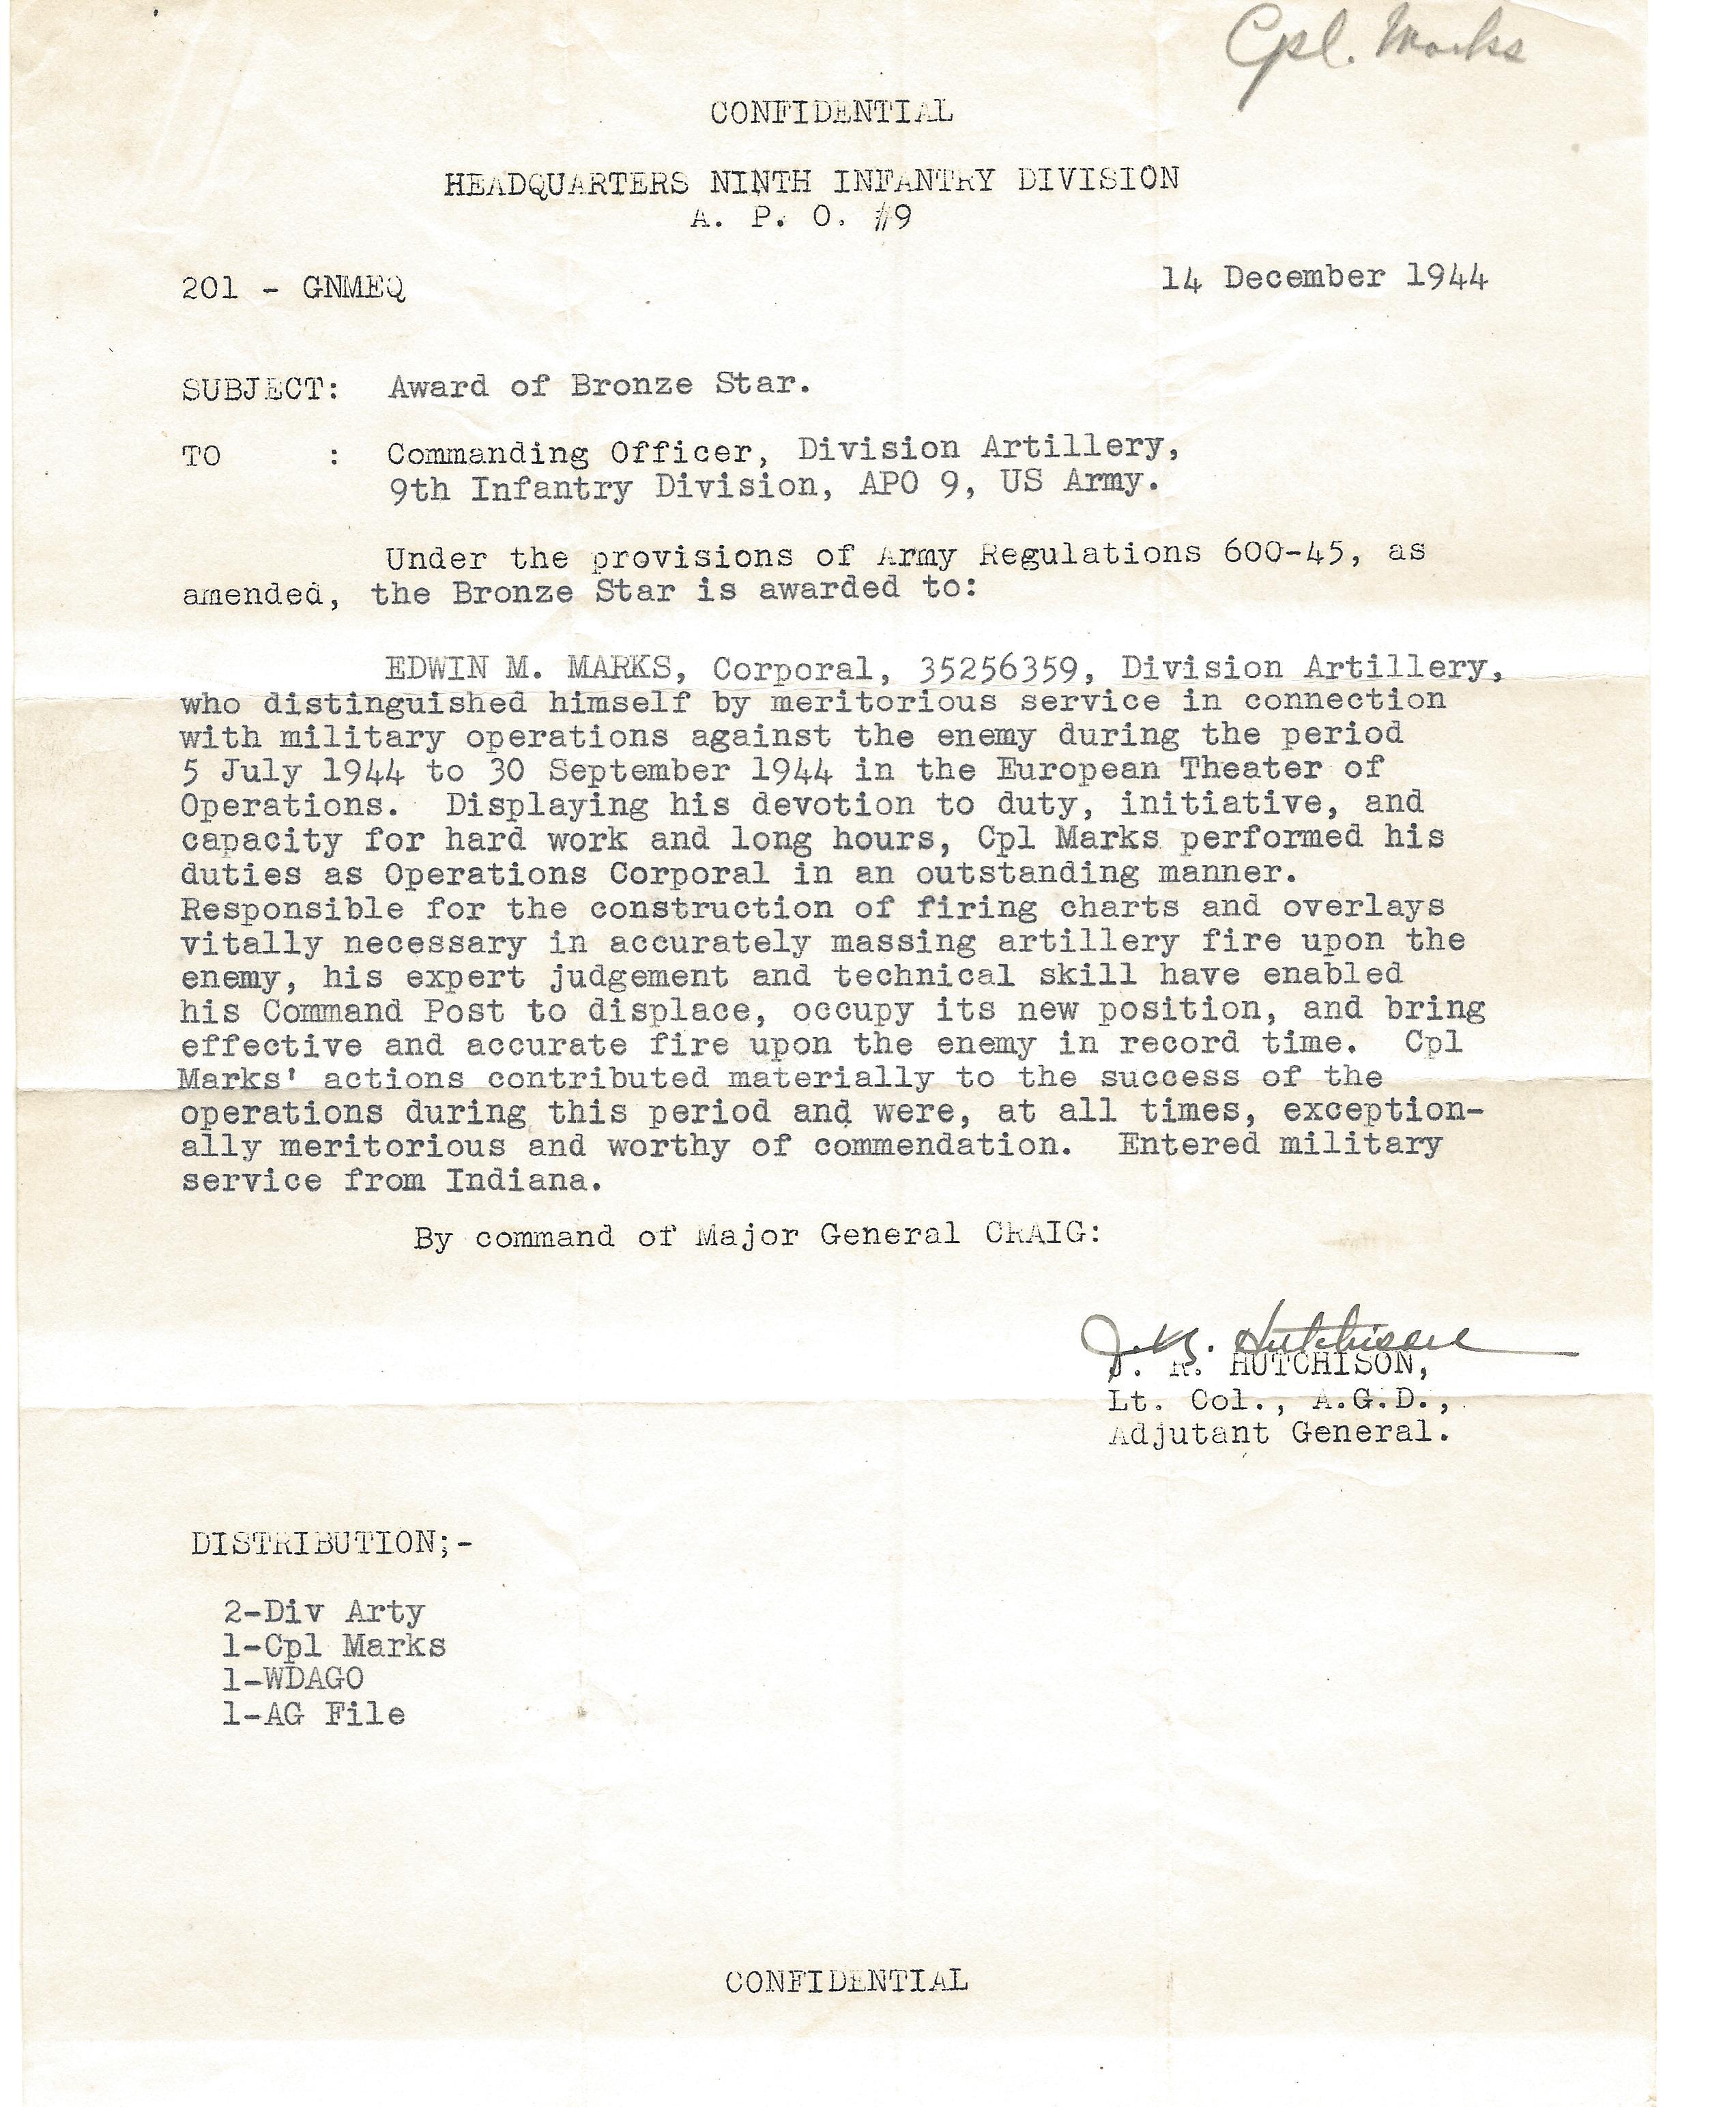 Cpl. Marks
CONFIDENTIAL
HEADQUARTERS NINTH INFANTRY DIVISION
A. P. O. #9
201 - GNMEQ 14 December 1944
SUBJECT: Award of Bronze Star.
TO : Commanding Officer, Division Artillery,
9th Infantry Division, APO 9, US Army.
Under the provisions of Army Regulations 600-45, as
amended, the Bronze Star is awarded to:
EDWIN M. MARKS, Corporal, 35256359, Division Artillery,
who distinguished himself by meritorious service in connection
with military operations against the enemy during the period
5 July 1944 to 30 September 1944 in the European Theater of
Operations. Displaying his devotion to duty, initiative, and
capacity for hard work and long hours, Cpl Marks performed his
duties as Operations Corporal in an outstanding manner.
Responsible for the construction of firing charts and overlays
vitally necessary in accurately massing artillery fire upon the
enemy, his expert judgement and technical skill have enabled
his Command Post to displace, occupy its new position, and bring
effective and accurate fire upon the enemy in record time. Cpl
Marks' actions contributed materially to the success of the
operations during this period and were, at all times, exception-
ally meritorious and worthy of commendation. Entered military
service from Indiana.
By command of Major General CRAIG:
J. R. Hutchison
J. R. HUTCHISON,
Lt. Col., A.G.D.,
Adjutant General.
DISTRIBUTION;-
2-Div Arty
1-Cpl Marks
1-WDAGO
1-AG File
CONFIDENTIAL